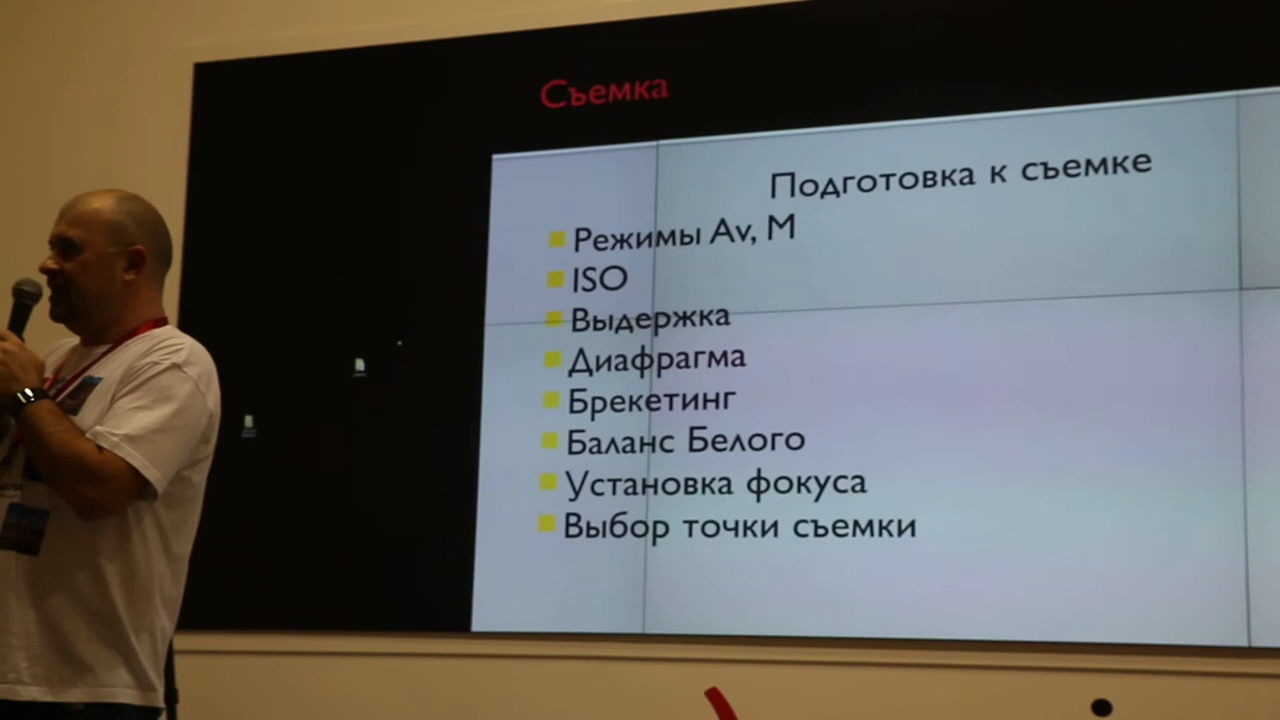 Съемка
Подготовка к съемке
Режимы Av, M
ISO
Выдержка
Диафрагма
Брекетинг
Баланс Белого
Установка фокуса
Выбор точки съемки